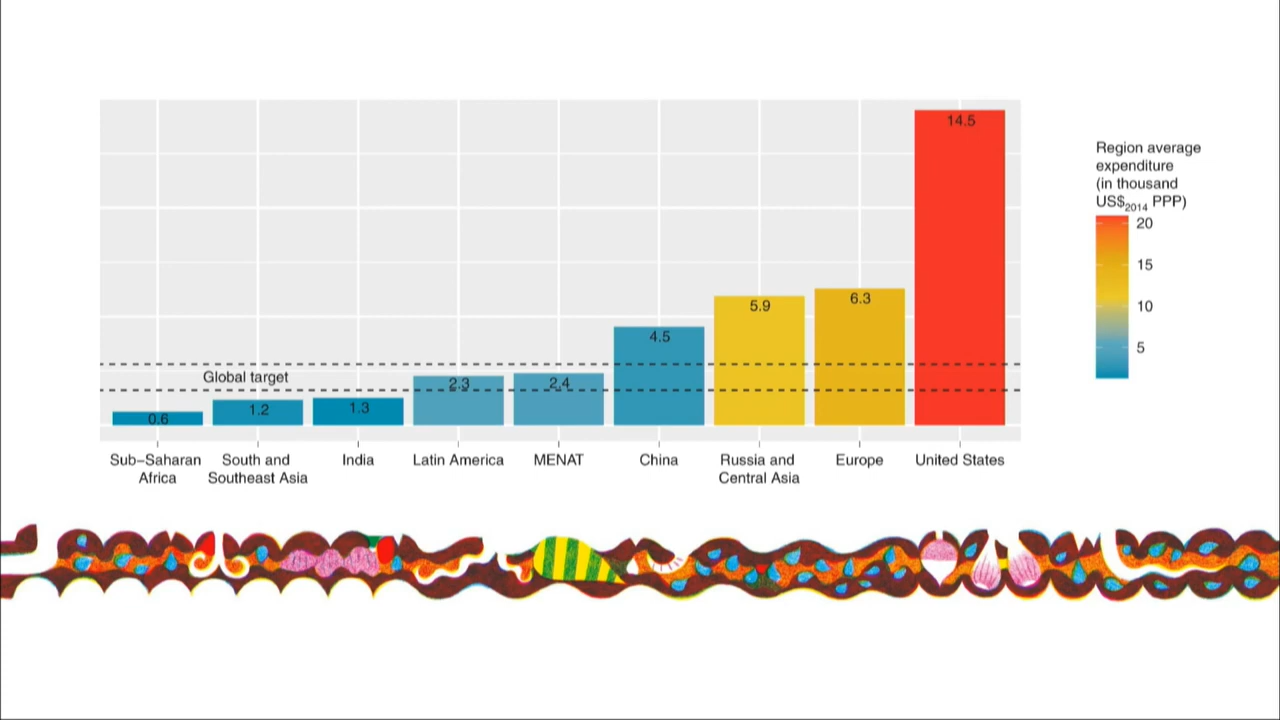 14.5
6.3
5.9
4.5
Global target
2.3
2.4
1.3
1.2
0.6
Sub−Saharan
Africa
South and
Southeast Asia
India
Latin America
MENAT
China
Russia and
Central Asia
Europe
United States
Region average
expenditure
(in thousand
US$2014 PPP)
20
15
10
5